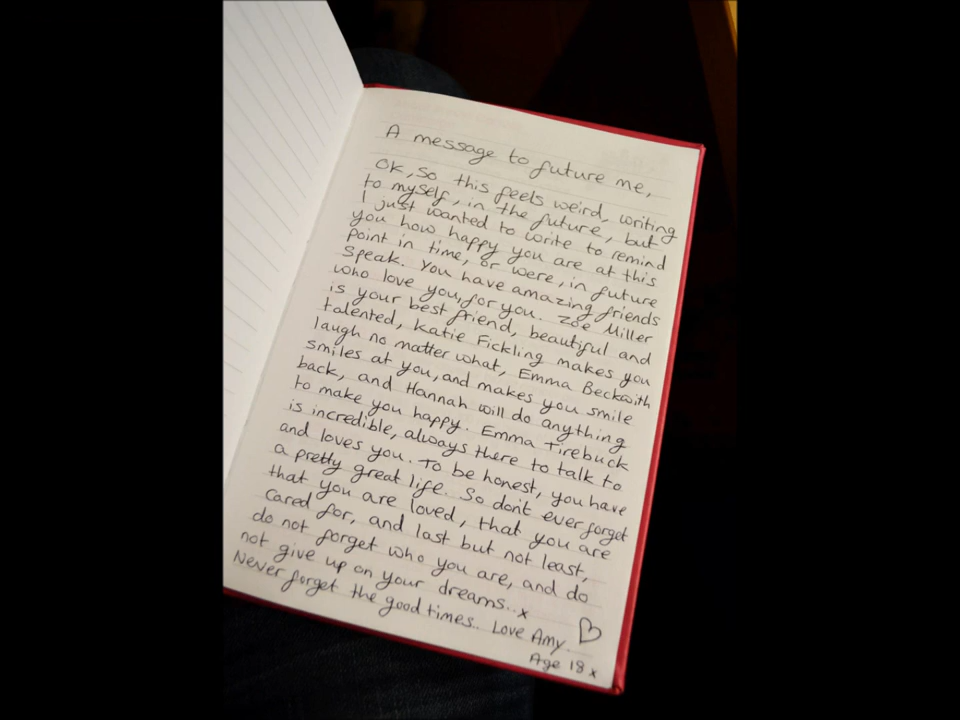 A message to future me,
Ok, so this feels weird, writing
to myself, in the future, but
I just wanted to write to remind
you how happy you are at this
point in time, or were, in future
speak. You have amazing friends
who love you, for you. Zoe Miller
is your best friend, beautiful and
talented, Katie Fickling makes you
laugh no matter what, Emma Beckwith
smiles at you, and makes you smile
back, and Hannah will do anything
to make you happy. Emma Tirebuck
is incredible, always there to talk to
and loves you. To be honest, you have
a pretty great life. So don't ever forget
that you are loved, that you are
cared for, and last but not least,
do not forget who you are, and do
not give up on your dreams..x
Never forget the good times.. Love Amy
Age 18 x